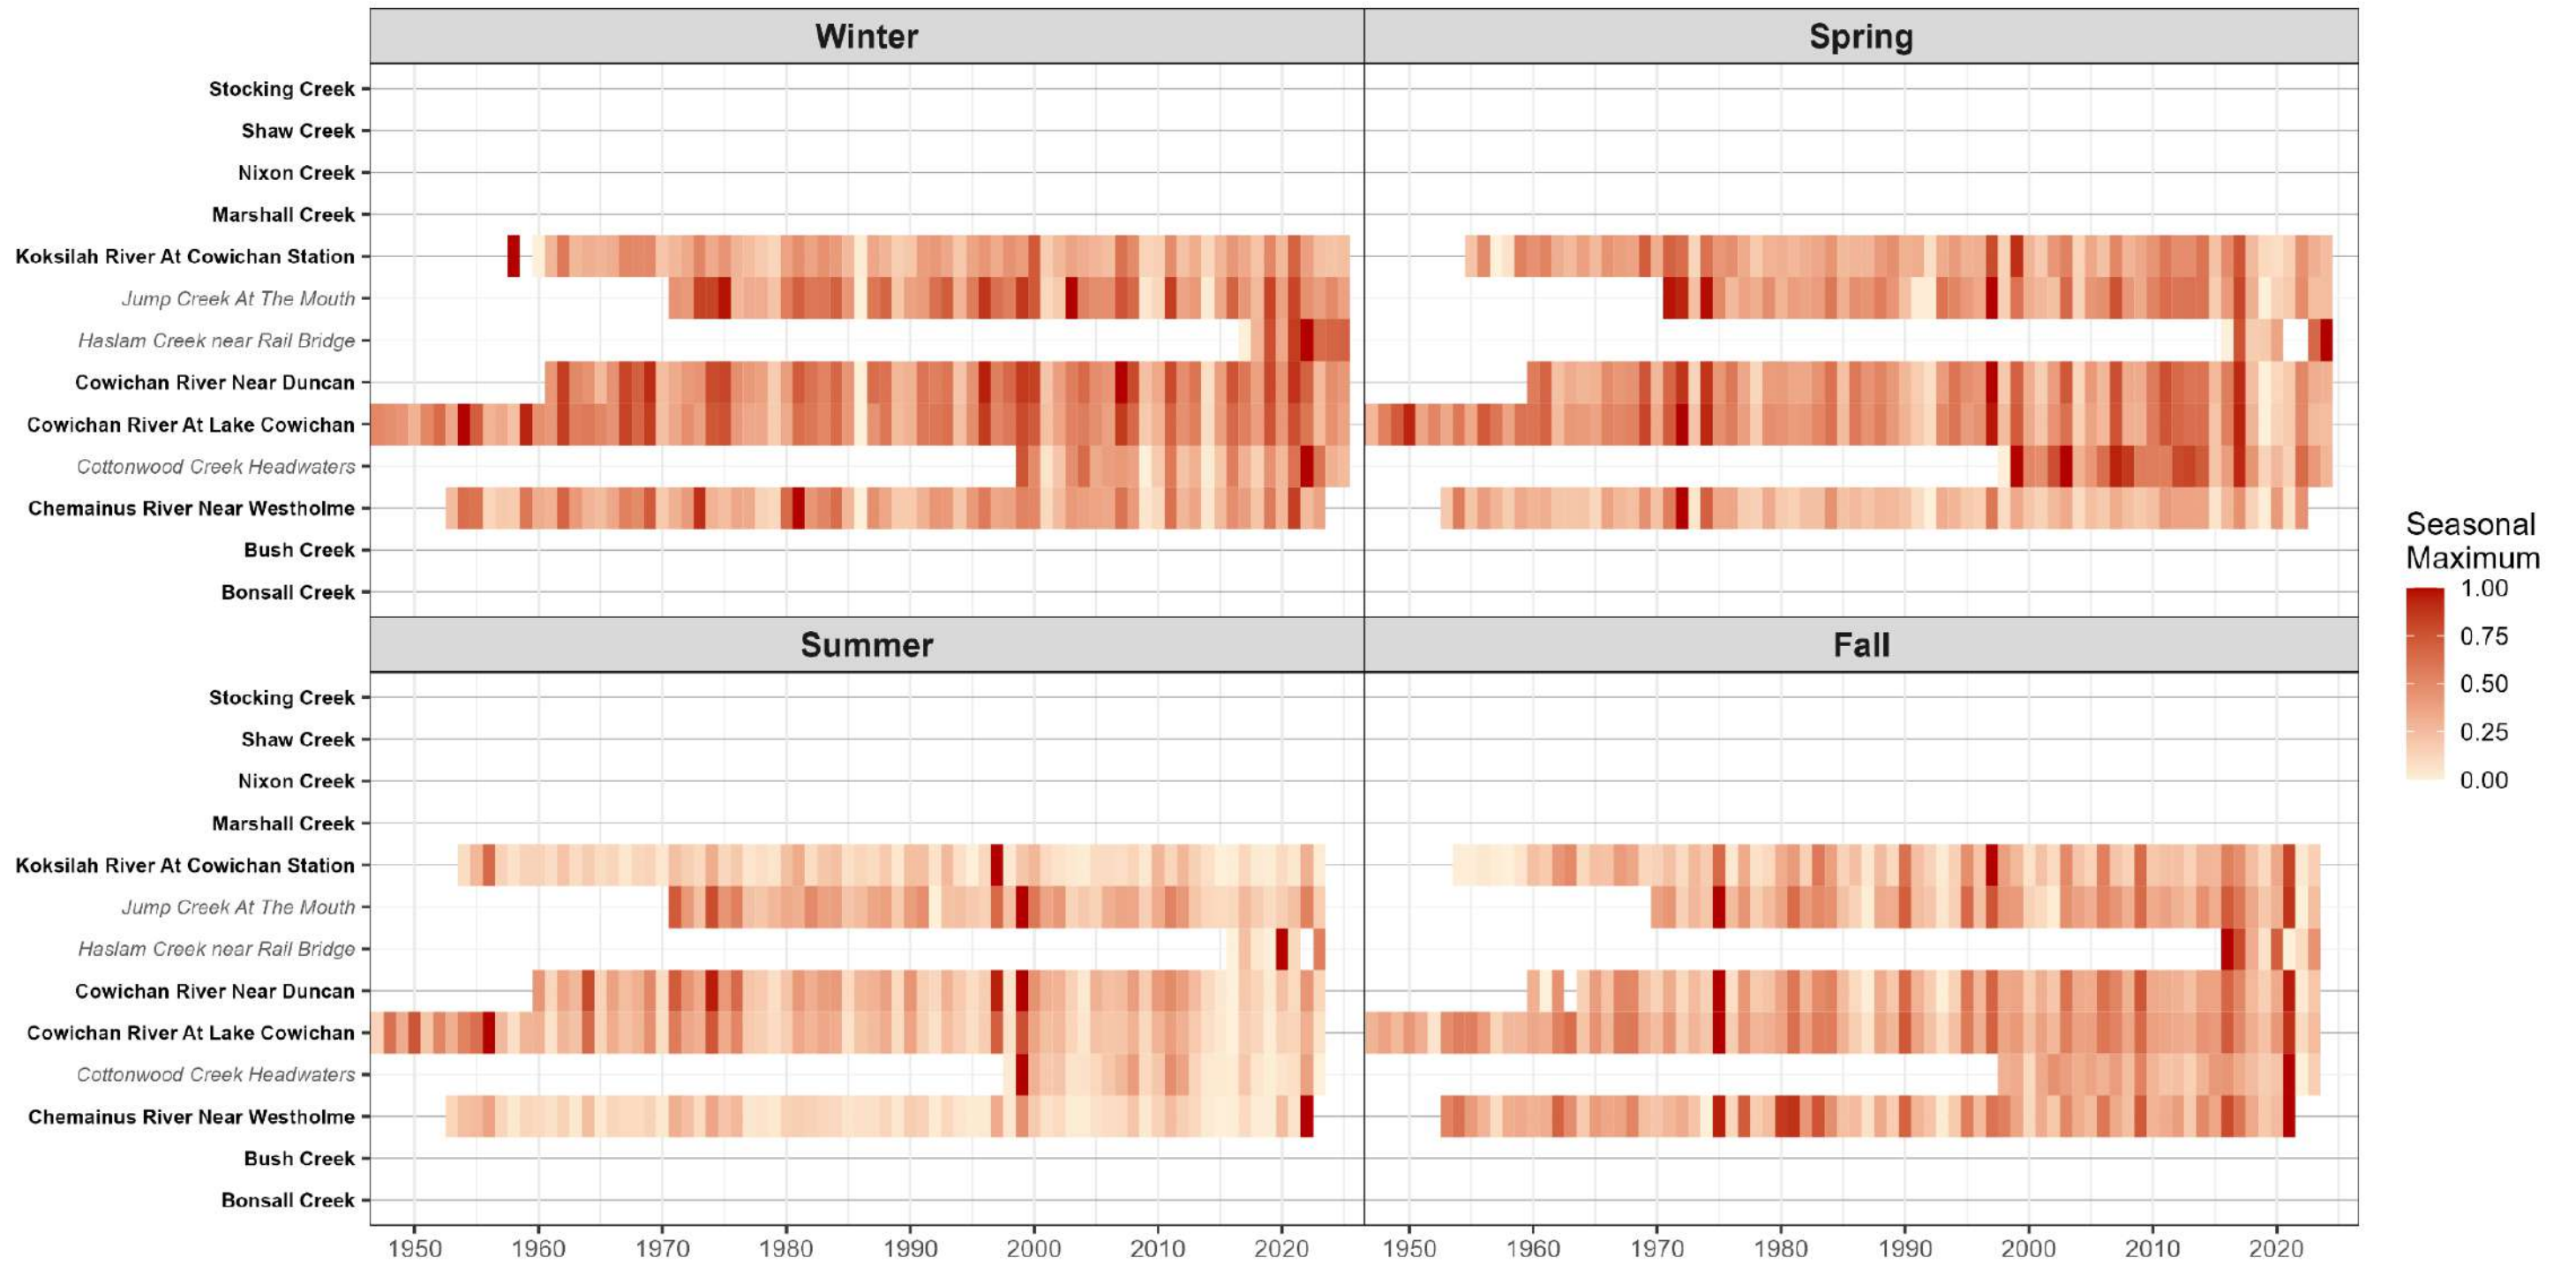 Winter
Spring
Stocking Creek
Shaw Creek
Nixon Creek
Marshall Creek
Koksilah River At Cowichan Station
Jump Creek At The Mouth
Haslam Creek near Rail Bridge
Cowichan River Near Duncan
Cowichan River At Lake Cowichan
Cottonwood Creek Headwaters
Chemainus River Near Westholme
Bush Creek
Bonsall Creek
Summer
Fall
Stocking Creek
Shaw Creek
Nixon Creek
Marshall Creek
Koksilah River At Cowichan Station
Jump Creek At The Mouth
Haslam Creek near Rail Bridge
Cowichan River Near Duncan
Cowichan River At Lake Cowichan
Cottonwood Creek Headwaters
Chemainus River Near Westholme
Bush Creek
Bonsall Creek
1950 1960 1970 1980 1990 2000 2010 2020
1950 1960 1970 1980 1990 2000 2010 2020
Seasonal
Maximum
1.00
0.75
0.50
0.25
0.00